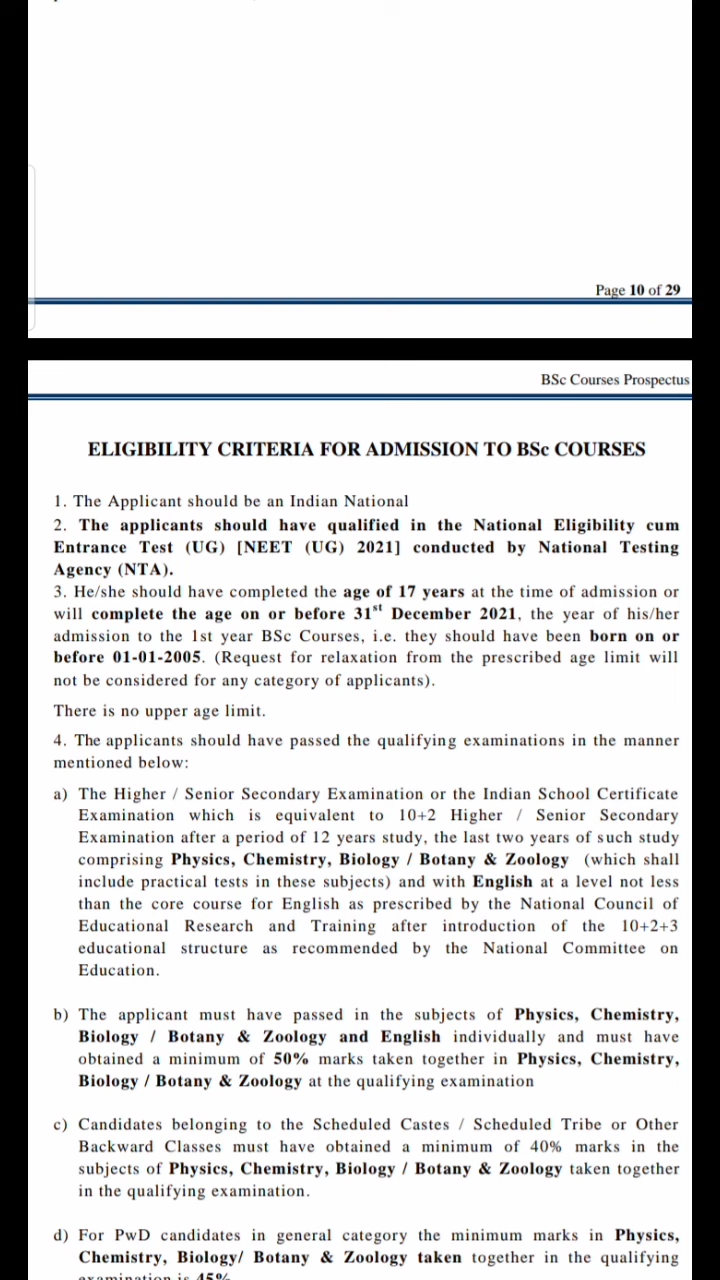 Page 10 of 29
BSc Courses Prospectus
ELIGIBILITY CRITERIA FOR ADMISSION TO BSc COURSES
1. The Applicant should be an Indian National
2. The applicants should have qualified in the National Eligibility cum
Entrance Test (UG) [NEET (UG) 2021] conducted by National Testing
Agency (NTA).
3. He/she should have completed the age of 17 years at the time of admission or
will complete the age on or before 31st December 2021, the year of his/her
admission to the 1st year BSc Courses, i.e. they should have been born on or
before 01-01-2005. (Request for relaxation from the prescribed age limit will
not be considered for any category of applicants).
There is no upper age limit.
4. The applicants should have passed the qualifying examinations in the manner
mentioned below:
a) The Higher / Senior Secondary Examination or the Indian School Certificate
Examination which is equivalent to 10+2 Higher / Senior Secondary
Examination after a period of 12 years study, the last two years of such study
comprising Physics, Chemistry, Biology / Botany & Zoology (which shall
include practical tests in these subjects) and with English at a level not less
than the core course for English as prescribed by the National Council of
Educational Research and Training after introduction of the 10+2+3
educational structure as recommended by the National Committee on
Education.
b) The applicant must have passed in the subjects of Physics, Chemistry,
Biology / Botany & Zoology and English individually and must have
obtained a minimum of 50% marks taken together in Physics, Chemistry,
Biology / Botany & Zoology at the qualifying examination
c) Candidates belonging to the Scheduled Castes / Scheduled Tribe or Other
Backward Classes must have obtained a minimum of 40% marks in the
subjects of Physics, Chemistry, Biology / Botany & Zoology taken together
in the qualifying examination.
d) For PwD candidates in general category the minimum marks in Physics,
Chemistry, Biology/ Botany & Zoology taken together in the qualifying
examination is 45%